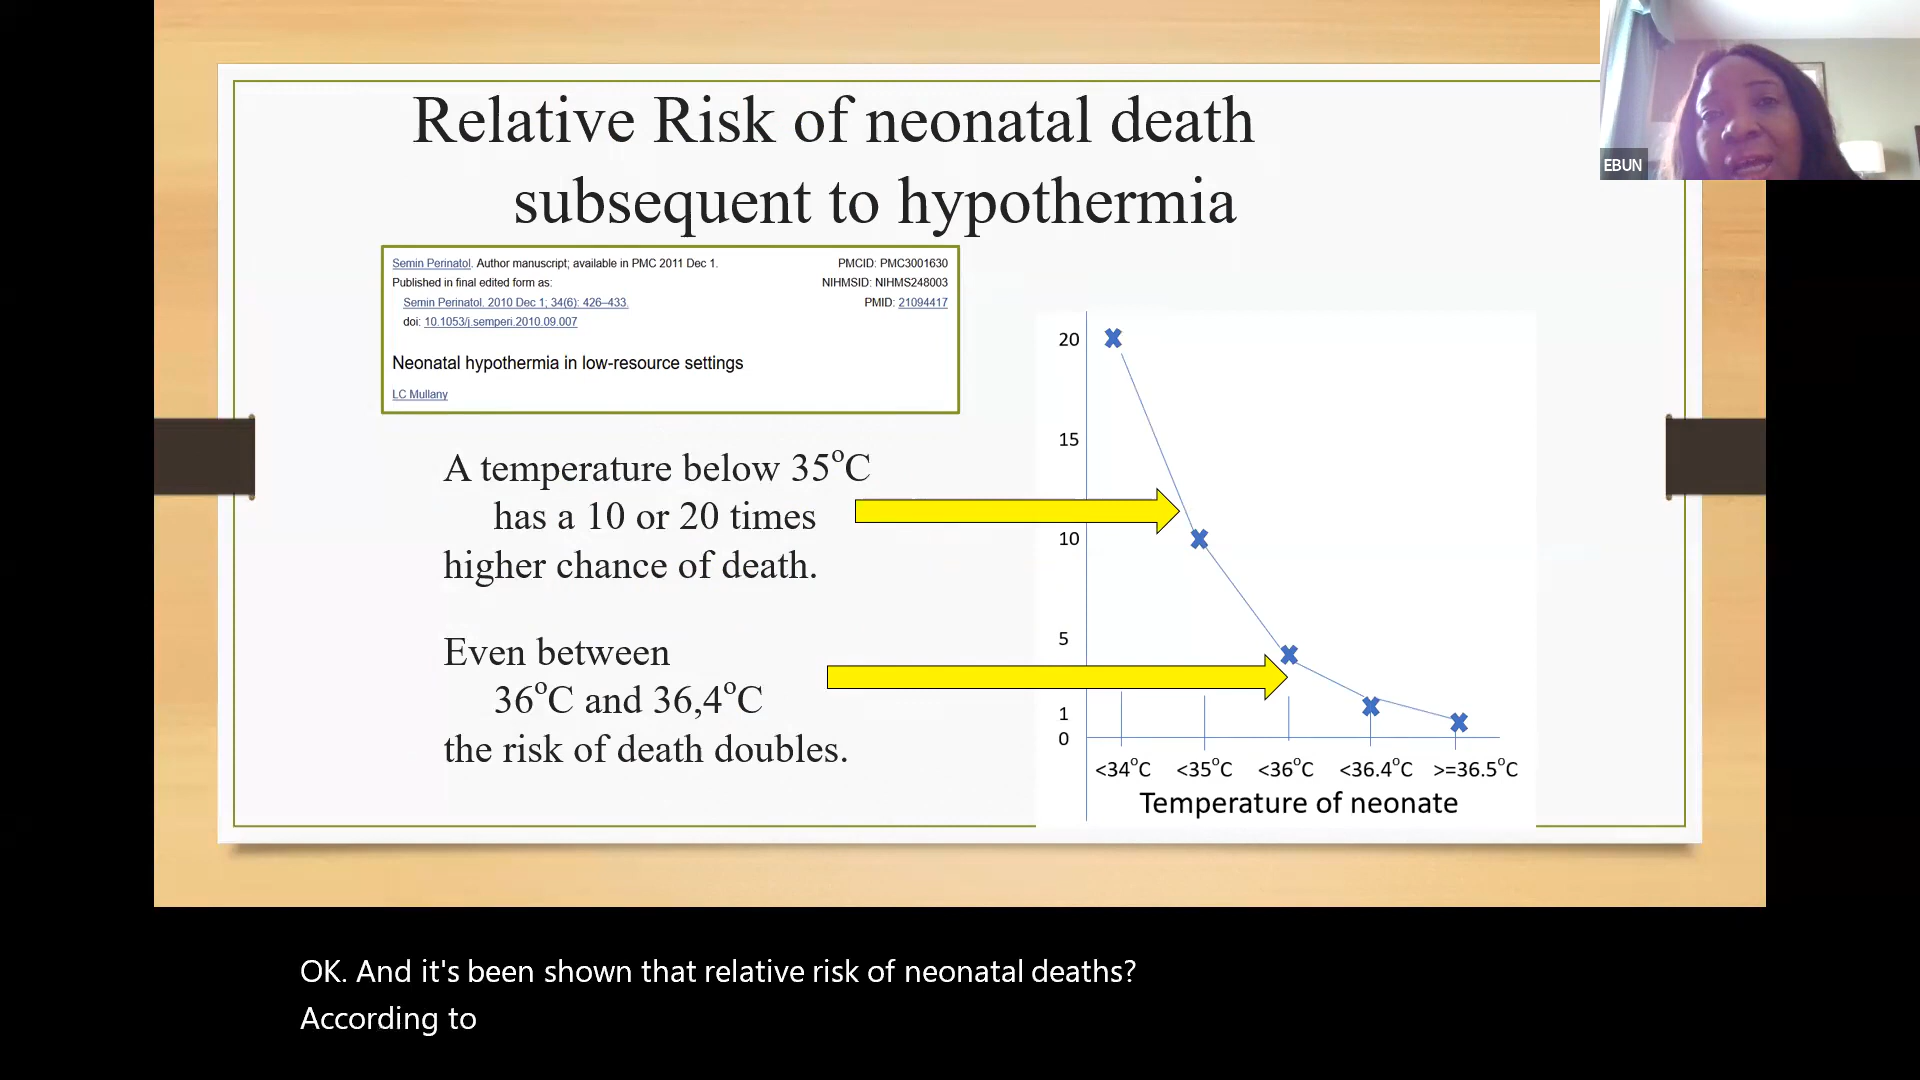 Relative Risk of neonatal death
subsequent to hypothermia
EBUN
Semin Perinatol. Author manuscript; available in PMC 2011 Dec 1.
Published in final edited form as:
Semin Perinatol. 2010 Dec 1; 34(6): 426–433.
doi: 10.1053/j.semperi.2010.09.007
PMCID: PMC3001630
NIHMSID: NIHMS248003
PMID: 21094417
Neonatal hypothermia in low-resource settings
LC Mullany
A temperature below 35°C
has a 10 or 20 times
higher chance of death.
Even between
36°C and 36,4°C
the risk of death doubles.
20
15
10
5
1
0
<34°C <35°C <36°C <36.4°C >=36.5°C
Temperature of neonate
OK. And it's been shown that relative risk of neonatal deaths?
According to